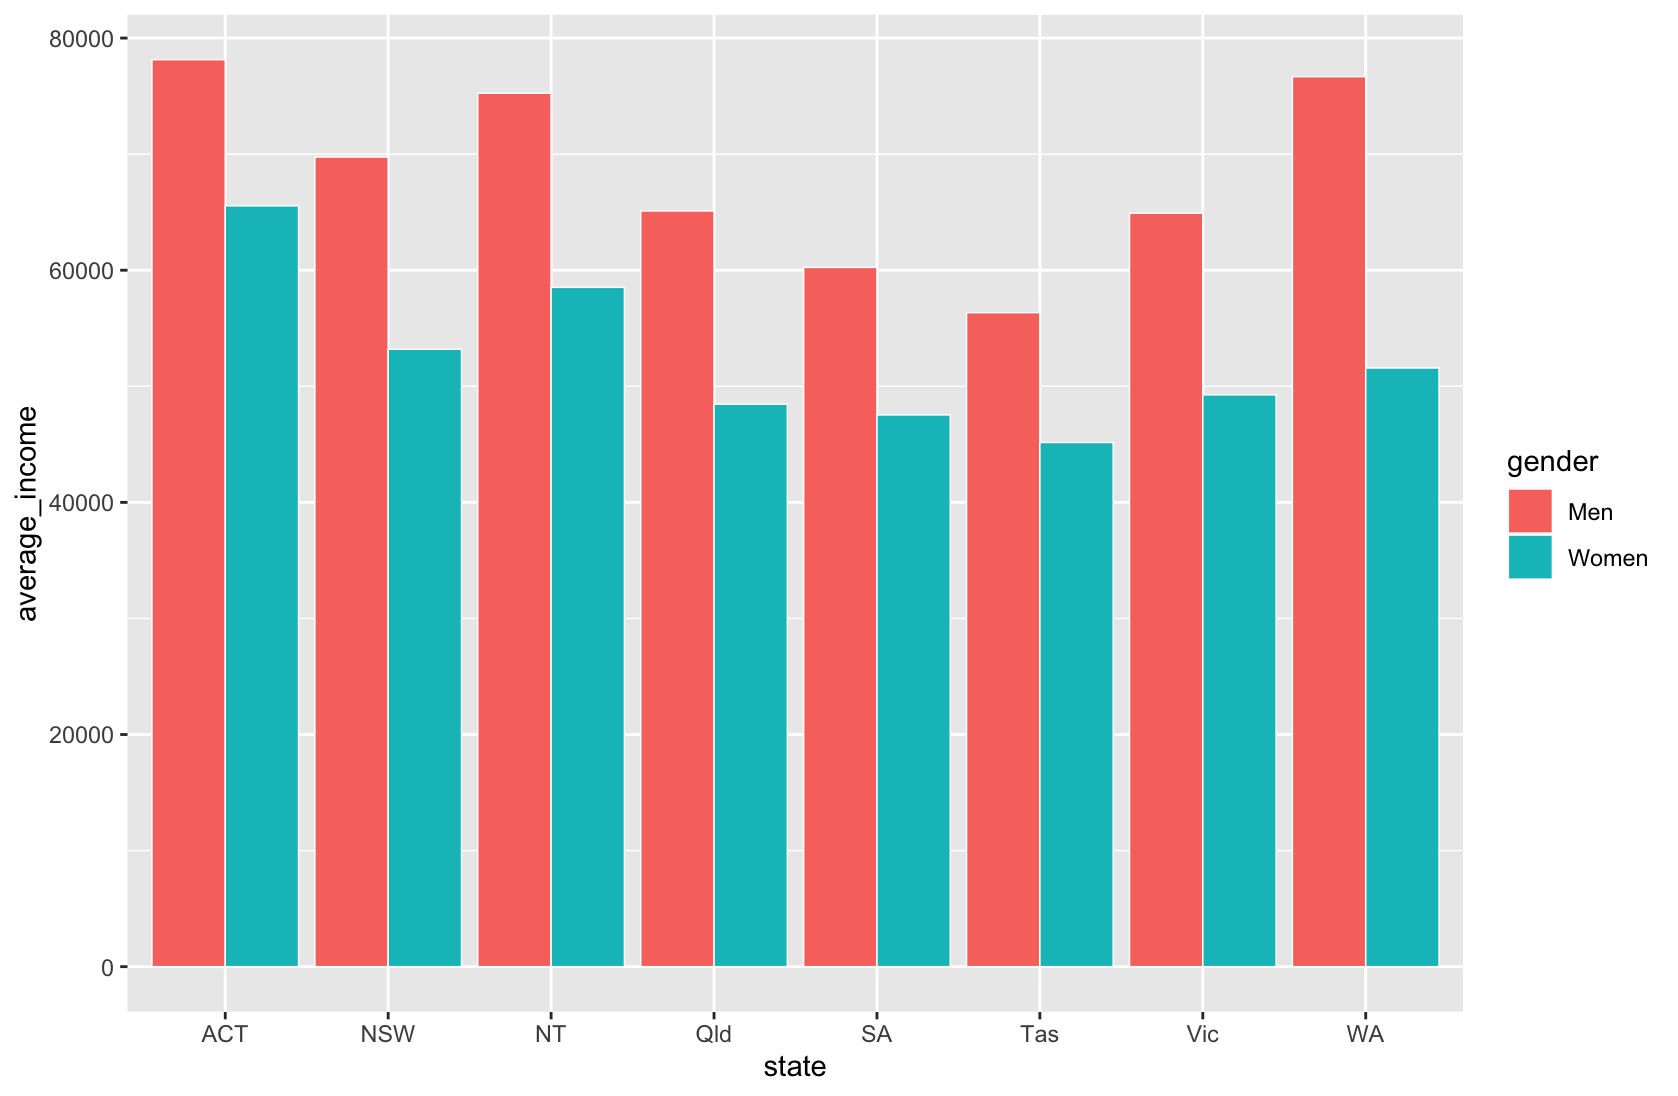 80000
60000
40000
20000
0
average_income
ACT NSW NT Qld SA Tas Vic WA
state
gender
Men
Women